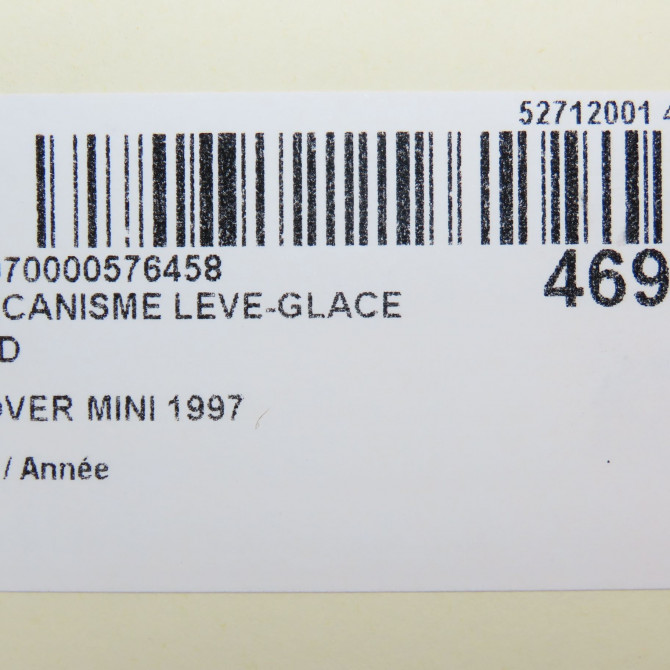 52712001 4
070000576458
469
CANISME LEVE-GLACE
D
OVER MINI 1997
/ Année